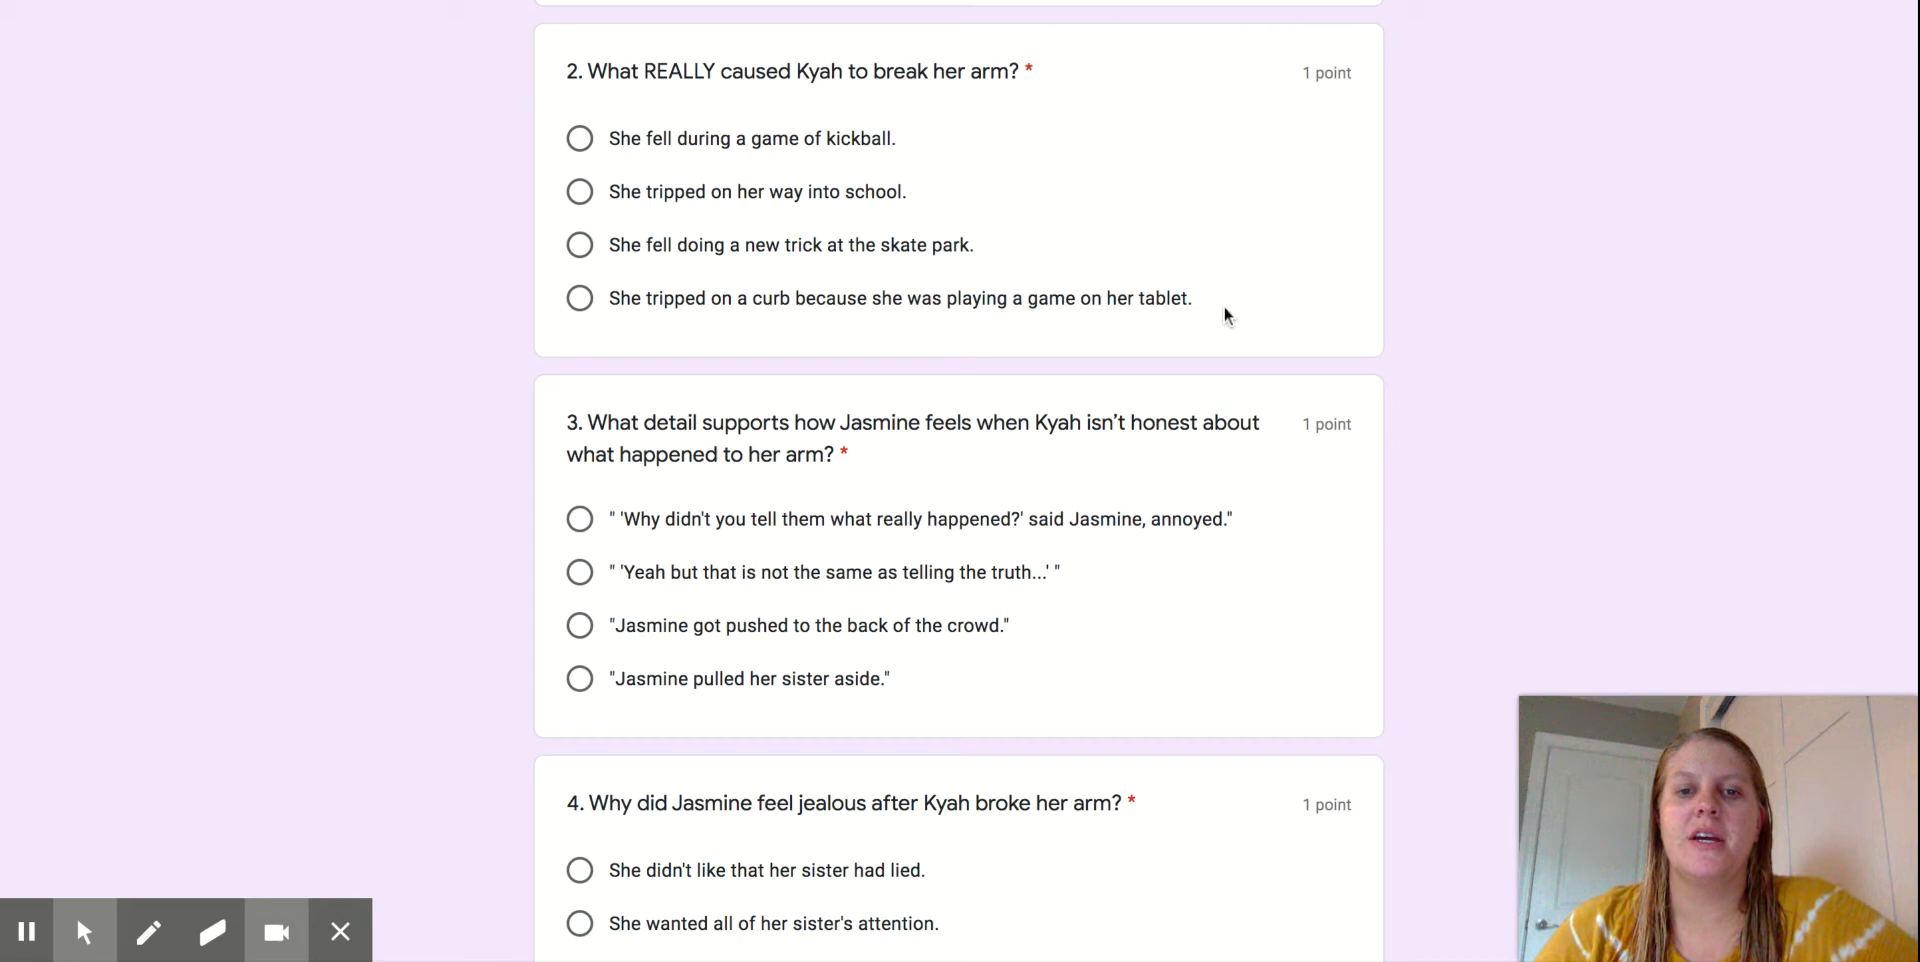 2. What REALLY caused Kyah to break her arm? *
1 point
She fell during a game of kickball.
She tripped on her way into school.
She fell doing a new trick at the skate park.
She tripped on a curb because she was playing a game on her tablet.
3. What detail supports how Jasmine feels when Kyah isn’t honest about
what happened to her arm? *
1 point
" 'Why didn't you tell them what really happened?' said Jasmine, annoyed."
" 'Yeah but that is not the same as telling the truth...' "
"Jasmine got pushed to the back of the crowd."
"Jasmine pulled her sister aside."
4. Why did Jasmine feel jealous after Kyah broke her arm? *
1 point
She didn't like that her sister had lied.
She wanted all of her sister's attention.